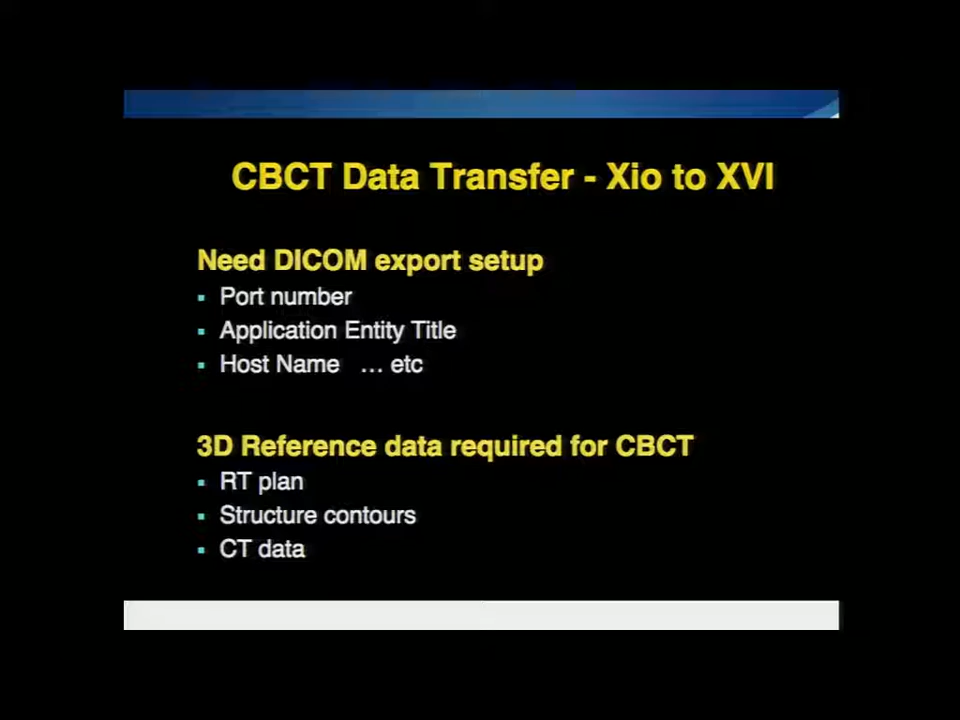 CBCT Data Transfer - Xio to XVI
Need DICOM export setup
▪ Port number
▪ Application Entity Title
▪ Host Name ... etc
3D Reference data required for CBCT
▪ RT plan
▪ Structure contours
▪ CT data